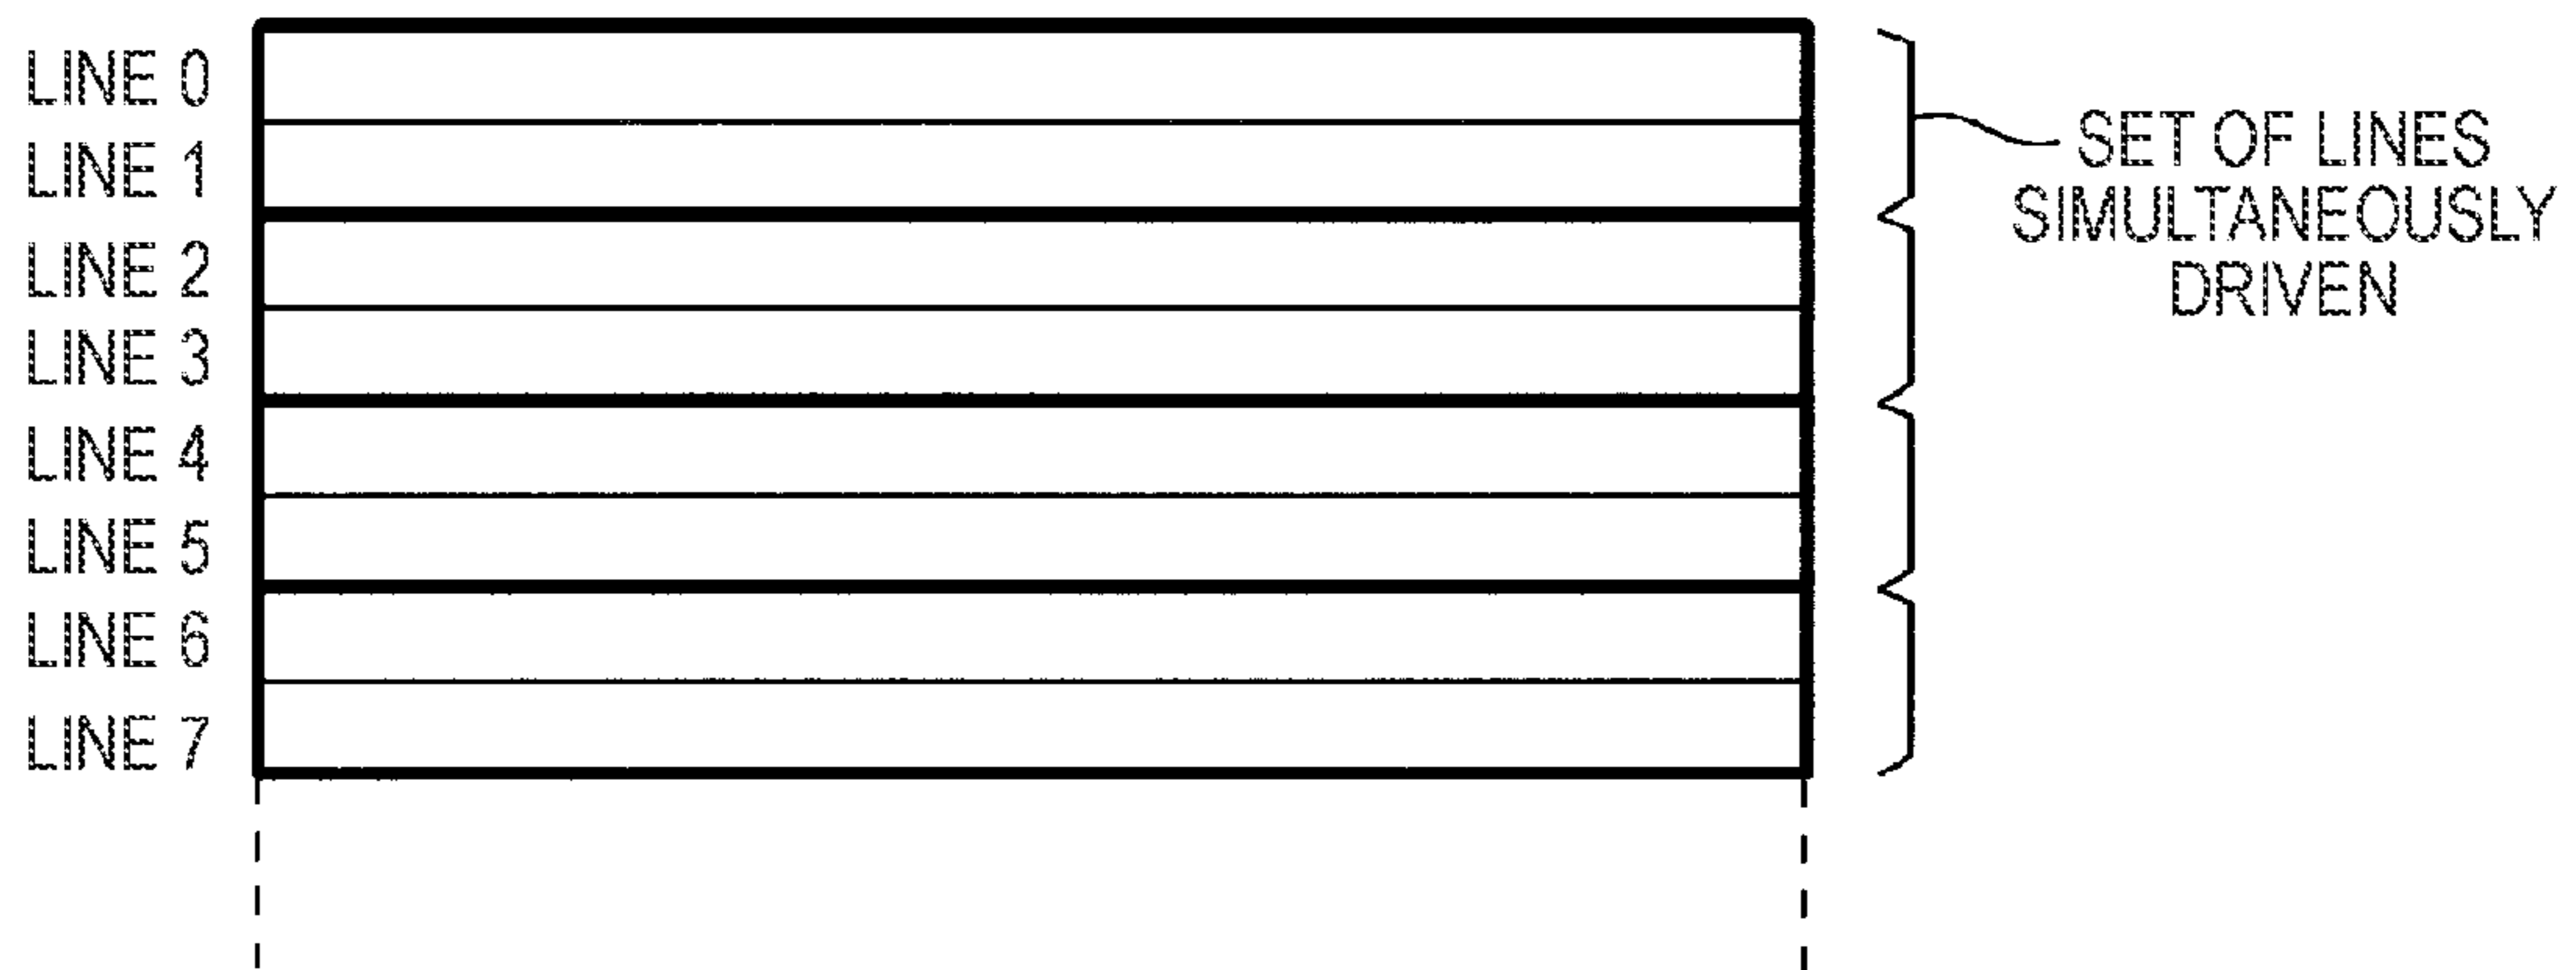 LINE 0
LINE 1
LINE 2
LINE 3
LINE 4
LINE 5
LINE 6
LINE 7
SET OF LINES
SIMULTANEOUSLY
DRIVEN